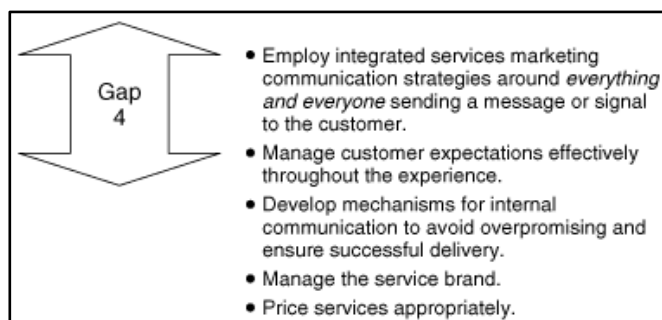 Gap
4
• Employ integrated services marketing
communication strategies around everything
and everyone sending a message or signal
to the customer.
• Manage customer expectations effectively
throughout the experience.
• Develop mechanisms for internal
communication to avoid overpromising and
ensure successful delivery.
• Manage the service brand.
• Price services appropriately.